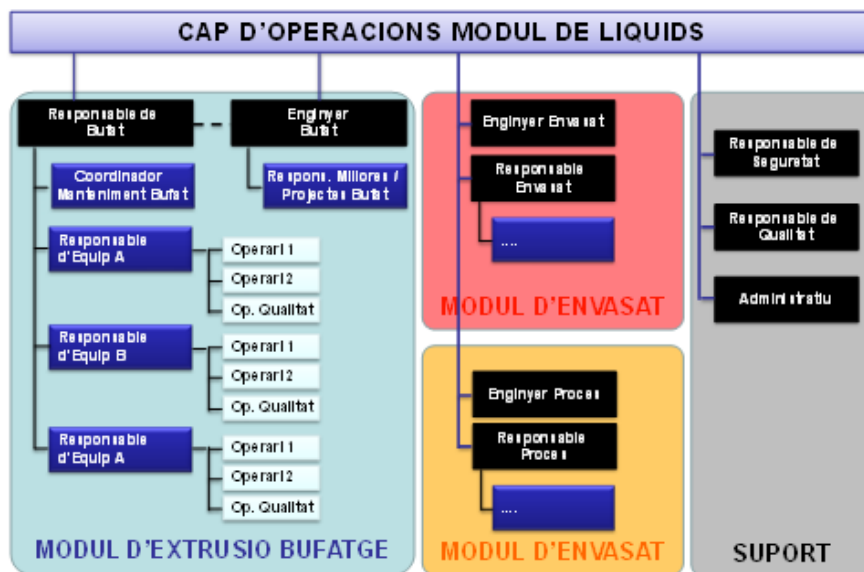 CAP D'OPERACIONS MODUL DE LIQUIDS
Responsable de
Bufat
Enginyer
Bufat
Coordinador
Manteniment Bufat
Respons. Millores /
Projectes Bufat
Responsable
d'Equip A
Operari 1
Operari 2
Op. Qualitat
Responsable
d'Equip B
Operari 1
Operari 2
Op. Qualitat
Responsable
d'Equip A
Operari 1
Operari 2
Op. Qualitat
MODUL D'EXTRUSIO BUFATGE
Enginyer Envasat
Responsable
Envasat
....
MODUL D'ENVASAT
Enginyer Proces
Responsable
Proces
....
MODUL D'ENVASAT
Responsable de
Seguretat
Responsable de
Qualitat
Administratiu
SUPORT